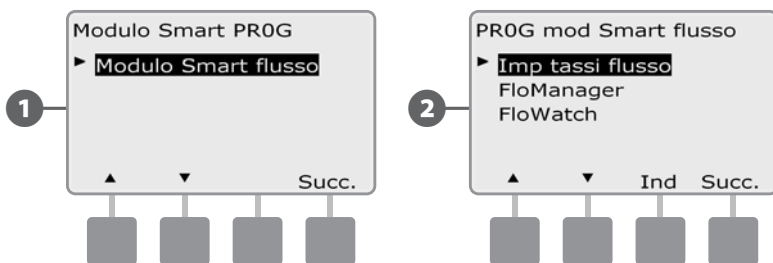 Modulo Smart PR0G
Modulo Smart flusso
Succ.
1
PR0G mod Smart flusso
Imp tassi flusso
FloManager
FloWatch
Ind Succ.
2